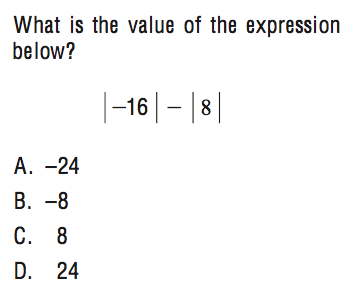 What is the value of the expression
below?
|–16| – |8|
A. –24
B. –8
C. 8
D. 24